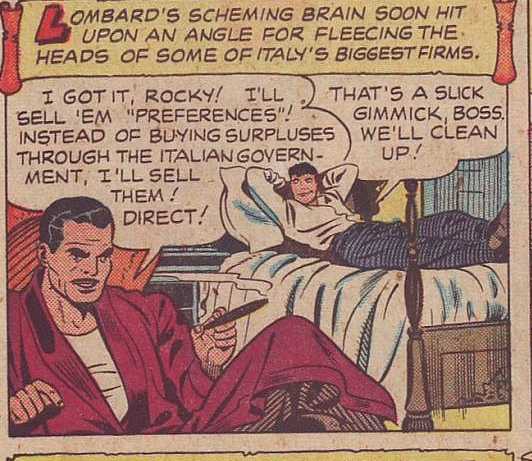 LOMBARD'S SCHEMING BRAIN SOON HIT
UPON AN ANGLE FOR FLEECING THE
HEADS OF SOME OF ITALY'S BIGGEST FIRMS.
I GOT IT, ROCKY! I'LL
SELL 'EM "PREFERENCES"!
INSTEAD OF BUYING SURPLUSES
THROUGH THE ITALIAN GOVERN-
MENT, I'LL SELL
THEM!
DIRECT!
THAT'S A SLICK
GIMMICK, BOSS.
WE'LL CLEAN
UP!